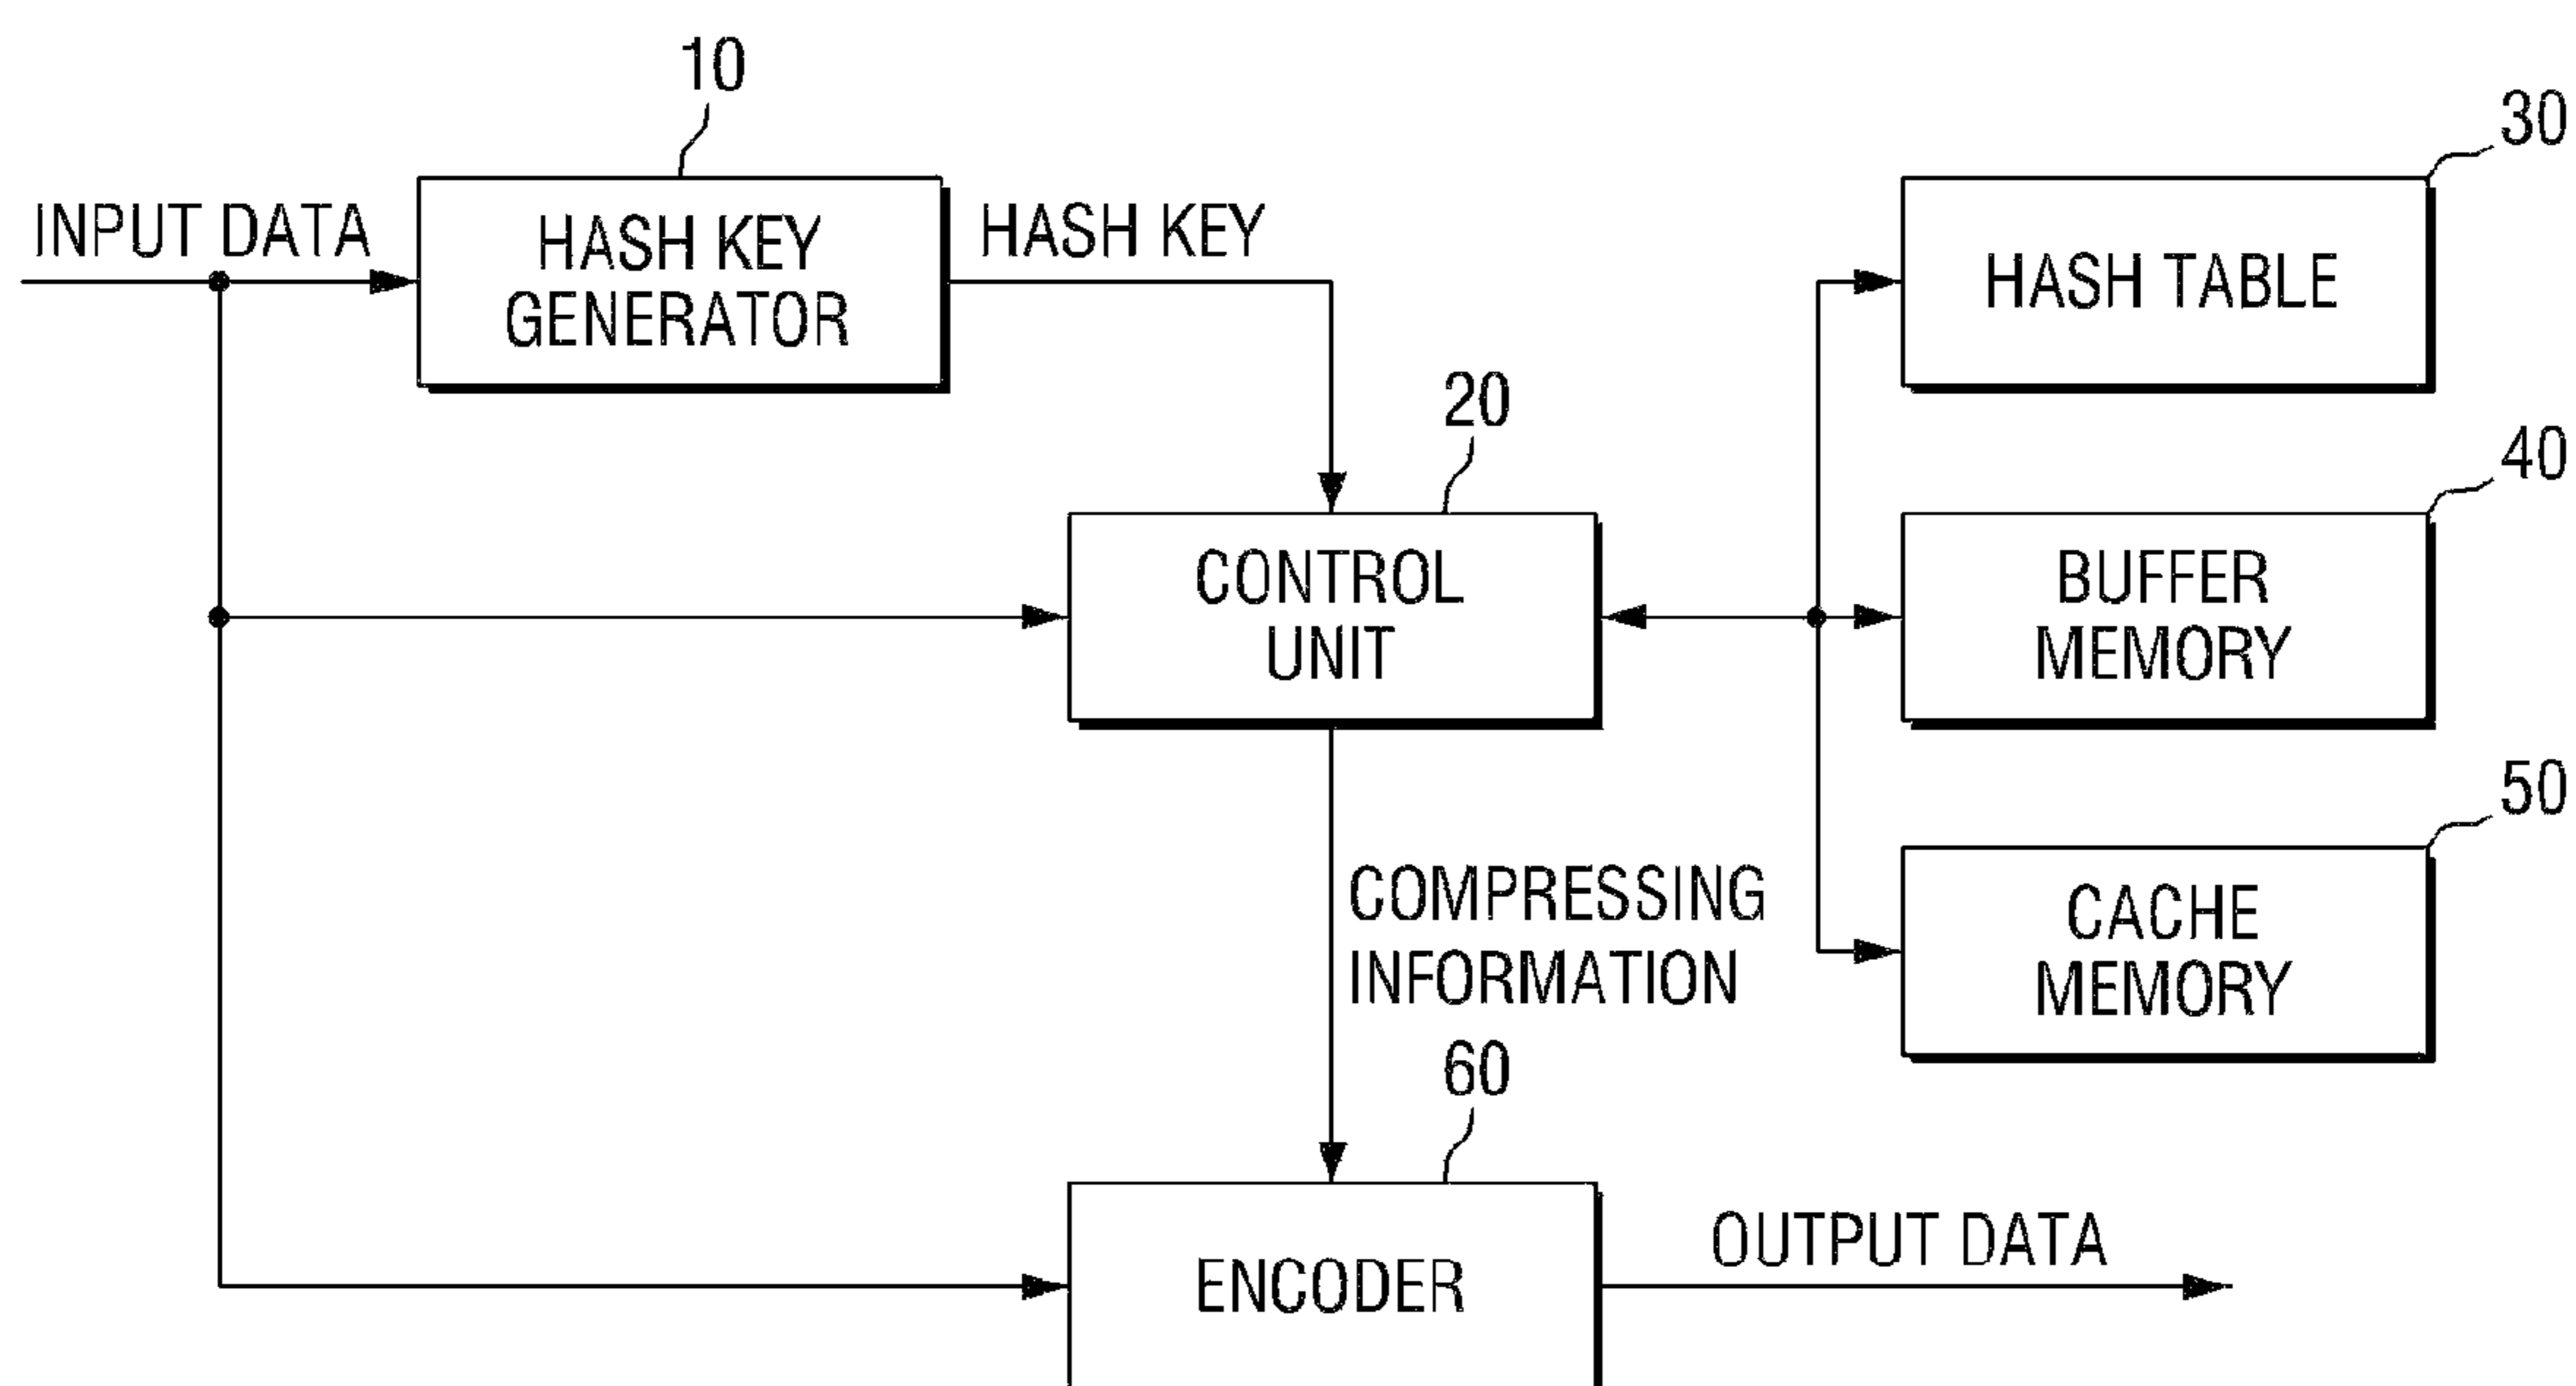 10
30
INPUT DATA
HASH KEY
GENERATOR
HASH KEY
HASH TABLE
20
40
CONTROL
UNIT
BUFFER
MEMORY
50
COMPRESSING
INFORMATION
CACHE
MEMORY
60
ENCODER
OUTPUT DATA